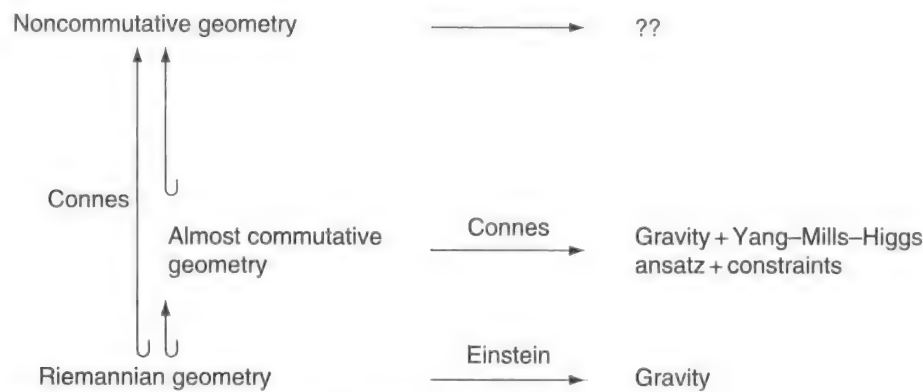 Noncommutative geometry
??
Connes
Almost commutative
geometry
Connes
Gravity + Yang–Mills–Higgs
ansatz + constraints
Riemannian geometry
Einstein
Gravity